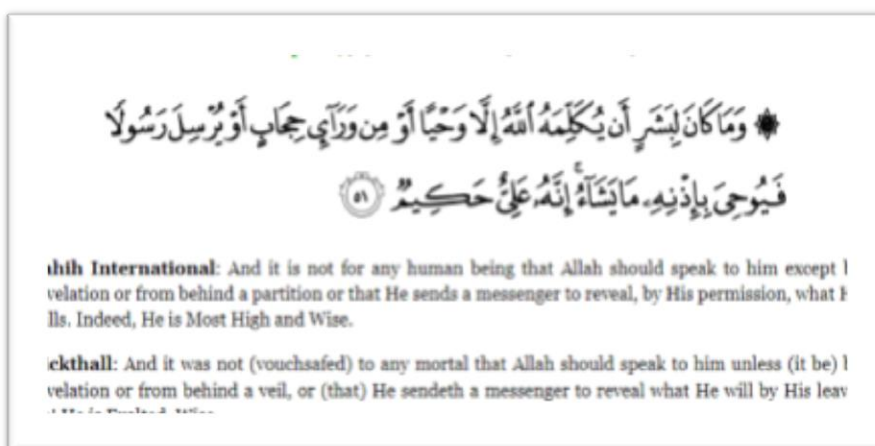 ۞ وَمَا كَانَ لِبَشَرٍ أَن يُكَلِّمَهُ ٱللَّهُ إِلَّا وَحْيًا أَوْ مِن وَرَآئِ حِجَابٍ أَوْ يُرْسِلَ رَسُولًا
فَيُوحِىَ بِإِذْنِهِۦ مَا يَشَآءُ ۚ إِنَّهُۥ عَلِىٌّ حَكِيمٌ ٥١
hih International: And it is not for any human being that Allah should speak to him except
velation or from behind a partition or that He sends a messenger to reveal, by His permission, what
lls. Indeed, He is Most High and Wise.
ckthall: And it was not (vouchsafed) to any mortal that Allah should speak to him unless (it be)
velation or from behind a veil, or (that) He sendeth a messenger to reveal what He will by His leav